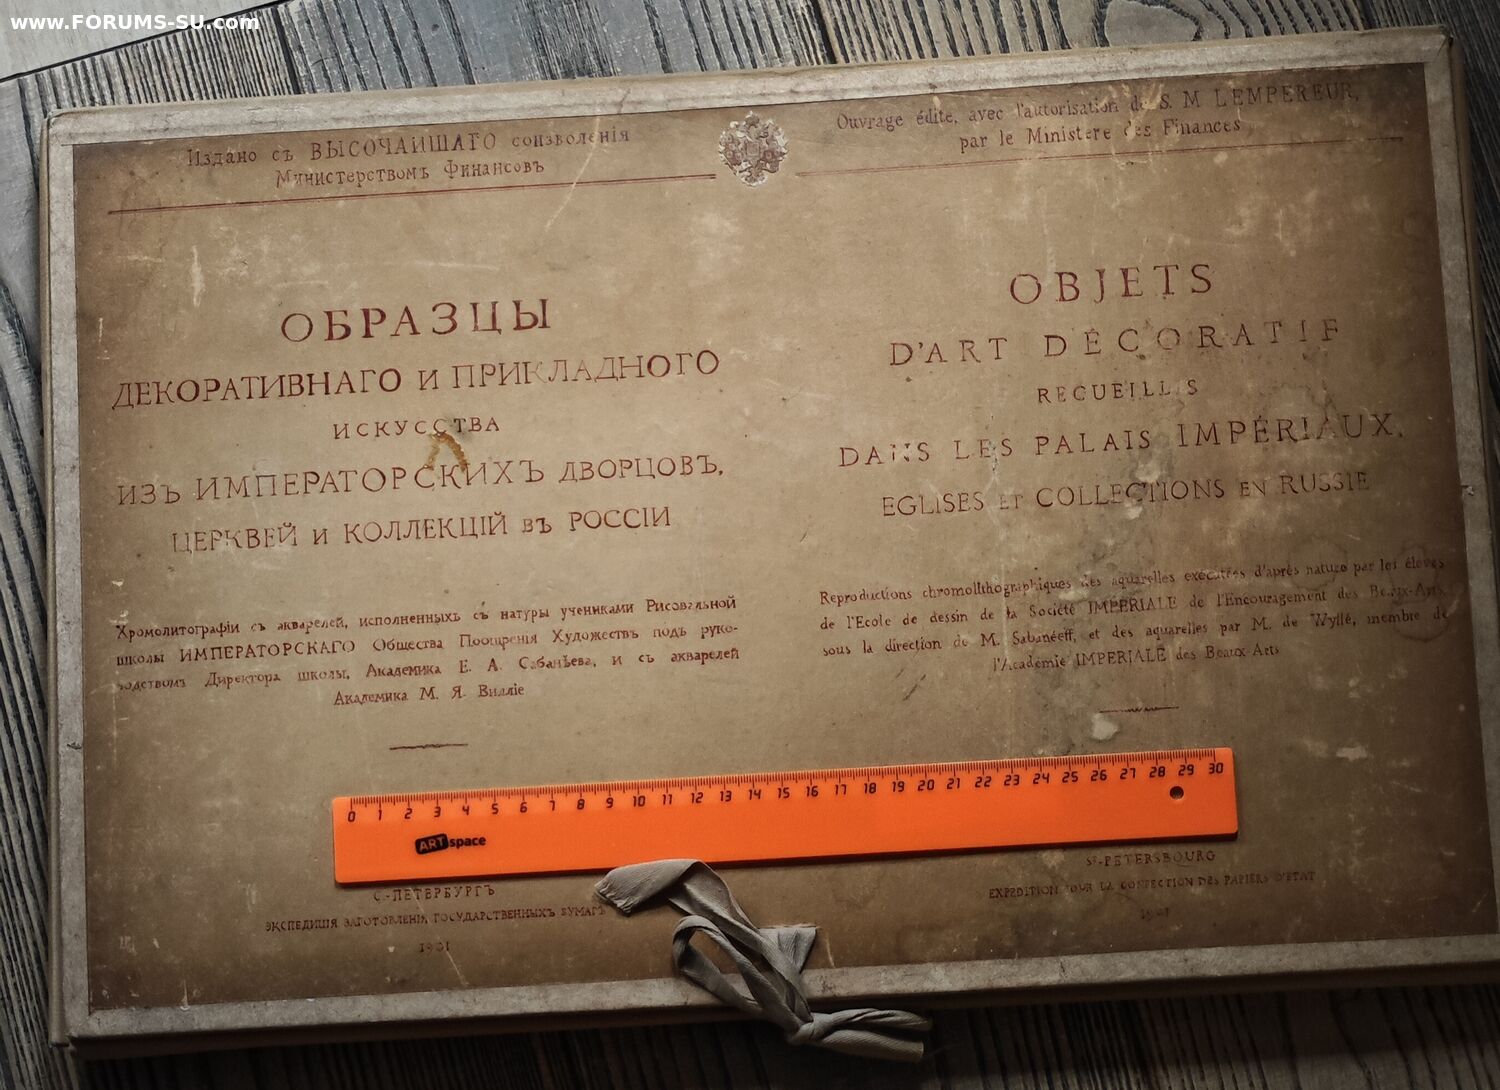 www.FORUMS-SU.com
Издано съ ВЫСОЧАЙШАГО соизволенія
Министерствомъ Финансовъ
ОБРАЗЦЫ
ДЕКОРАТИВНАГО И ПРИКЛАДНОГО
ИСКУССТВА
ИЗЪ ИМПЕРАТОРСКИХЪ ДВОРЦОВЪ,
ЦЕРКВЕЙ И КОЛЛЕКЦІЙ ВЪ РОССІИ
Хромолитографіи съ акварелей, исполненныхъ съ натуры учениками Рисовальной
школы ИМПЕРАТОРСКАГО Общества Поощренія Художествъ подъ руко-
водствомъ Директора школы, Академика Е. А. Сабанѣева, и съ акварелей
Академика М. Я. Вилліе
Ouvrage édité, avec l'autorisation de S. M. L'EMPEREUR,
par le Ministère des Finances
OBJETS
D'ART DÉCORATIF
RECUEILLIS
DANS LES PALAIS IMPÉRIAUX,
EGLISES ET COLLECTIONS EN RUSSIE
Reproductions chromolithographiques des aquarelles exécutées d'après nature par les élèves
de l'Ecole de dessin de la Société IMPERIALE de l'Encouragement des Beaux-Arts,
sous la direction de M. Sabanéeff, et des aquarelles par M. de Wyllé, membre de
l'Académie IMPERIALE des Beaux-Arts
0 1 2 3 4 5 6 7 8 9 10 11 12 13 14 15 16 17 18 19 20 21 22 23 24 25 26 27 28 29 30
ARTspace
С.-ПЕТЕРБУРГЪ
ЭКСПЕДИЦІЯ ЗАГОТОВЛЕНІЯ ГОСУДАРСТВЕННЫХЪ БУМАГЪ
1901
ST-PETERSBOURG
EXPEDITION POUR LA CONFECTION DES PAPIERS D'ETAT
1901